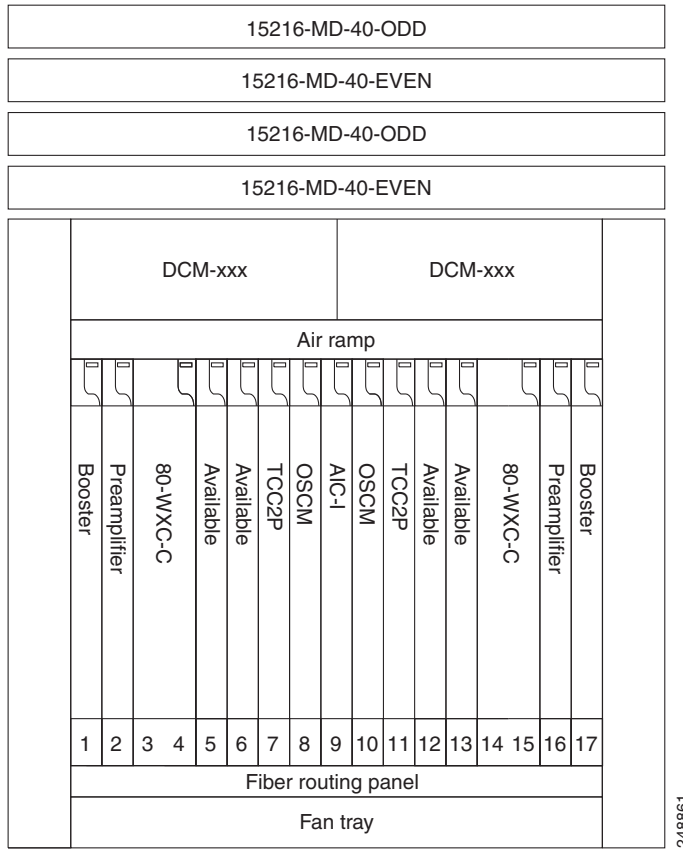 15216-MD-40-ODD
15216-MD-40-EVEN
15216-MD-40-ODD
15216-MD-40-EVEN
DCM-xxx DCM-xxx
Air ramp
Booster
Preamplifier
80-WXC-C
Available
Available
TCC2P
OSCM
AIC-I
OSCM
TCC2P
Available
Available
80-WXC-C
Preamplifier
Booster
1 2 3 4 5 6 7 8 9 10 11 12 13 14 15 16 17
Fiber routing panel
Fan tray
248861